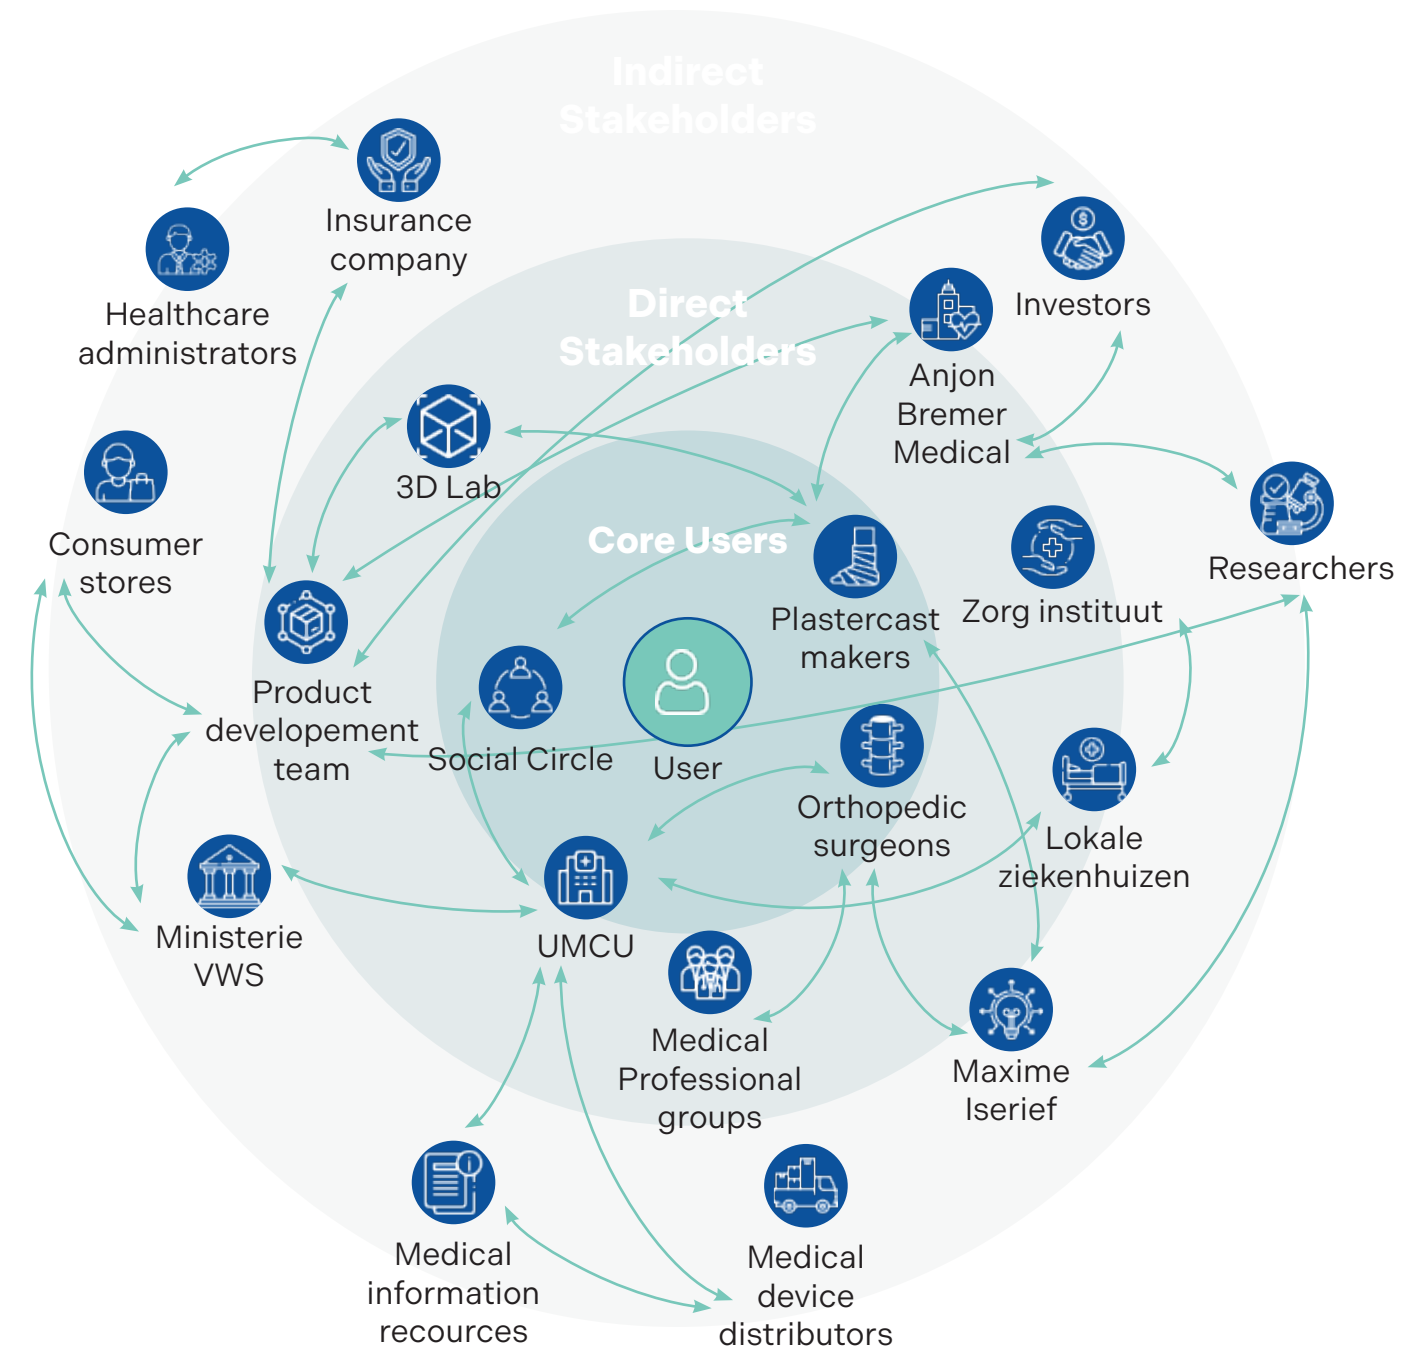 Indirect
Stakeholders
Insurance
company
Healthcare
administrators
Investors
Direct
Stakeholders
Anjon
Bremer
Medical
3D Lab
Consumer
stores
Core Users
Researchers
Zorg instituut
Plastercast
makers
Product
developement
team
Social Circle
User
Orthopedic
surgeons
Lokale
ziekenhuizen
Ministerie
VWS
UMCU
Medical
Professional
groups
Maxime
Iserief
Medical
information
recources
Medical
device
distributors